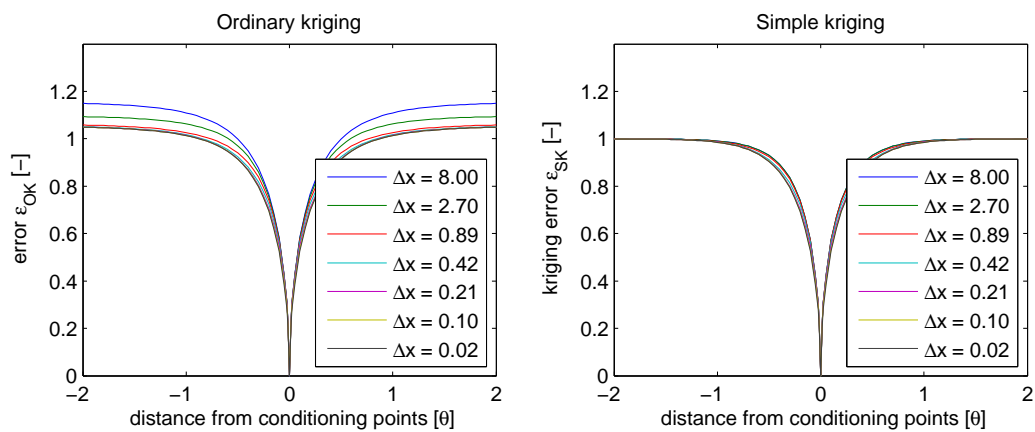 Ordinary kriging
error ε_OK [−]
1.2
1
0.8
0.6
0.4
0.2
0
−2
−1
0
1
2
distance from conditioning points [θ]
Δx = 8.00
Δx = 2.70
Δx = 0.89
Δx = 0.42
Δx = 0.21
Δx = 0.10
Δx = 0.02
Simple kriging
kriging error ε_SK [−]
1.2
1
0.8
0.6
0.4
0.2
0
−2
−1
0
1
2
distance from conditioning points [θ]
Δx = 8.00
Δx = 2.70
Δx = 0.89
Δx = 0.42
Δx = 0.21
Δx = 0.10
Δx = 0.02